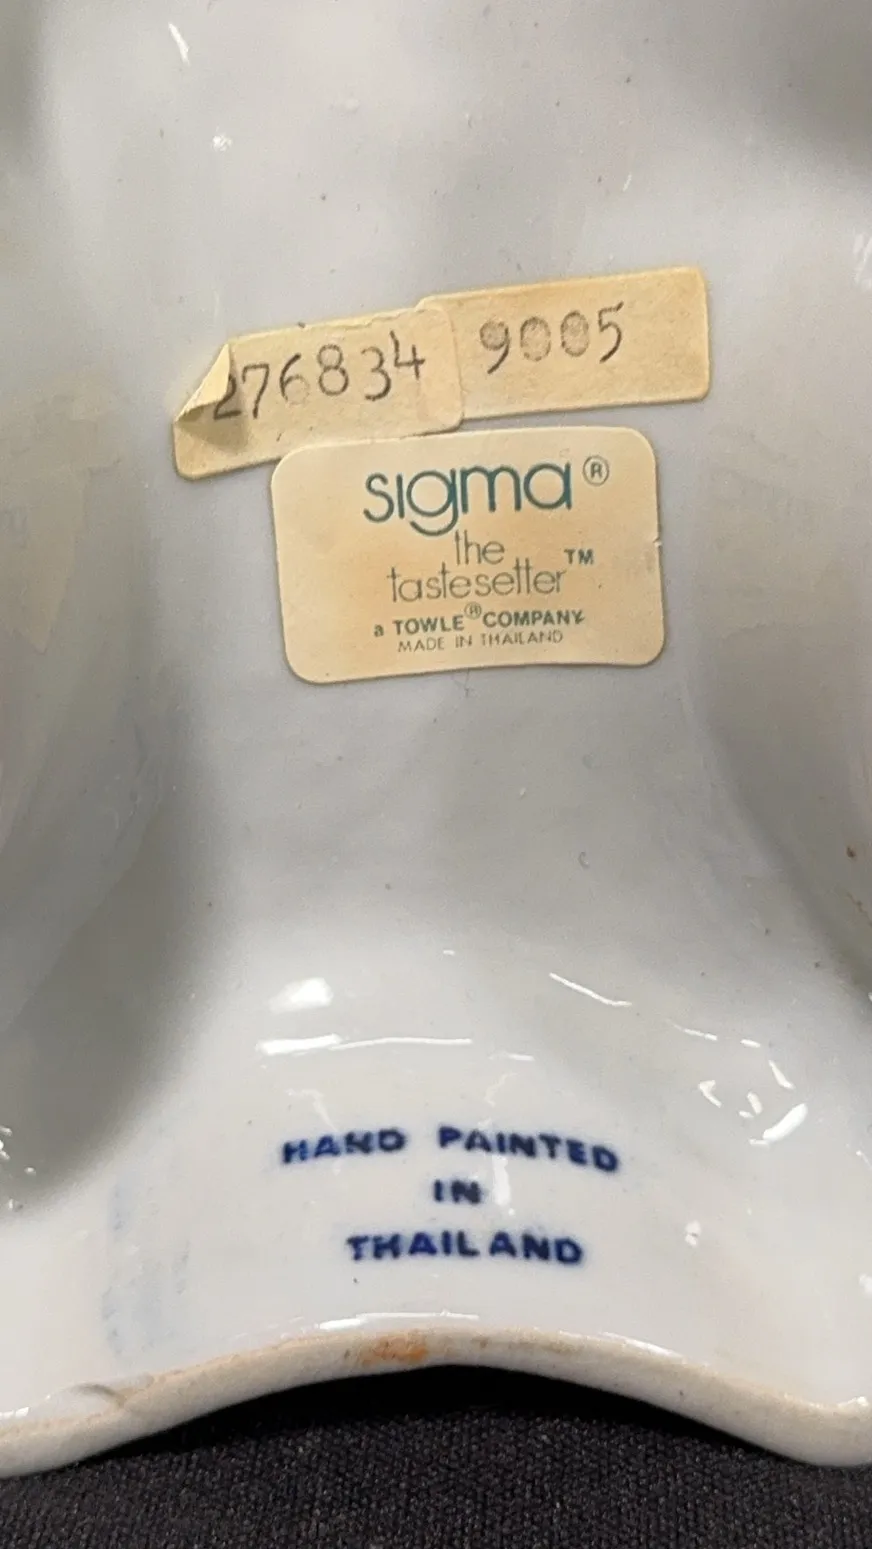 276834
9005
sigma®
the
tastesetter™
a TOWLE® COMPANY
MADE IN THAILAND
HAND PAINTED
IN
THAILAND